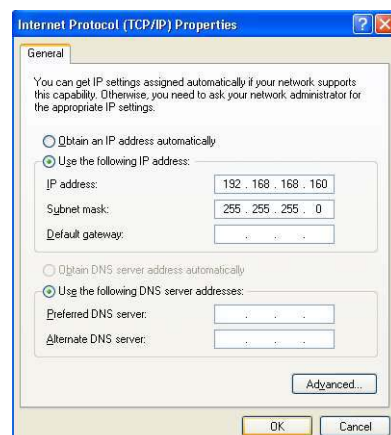 Internet Protocol (TCP/IP) Properties
General
You can get IP settings assigned automatically if your network supports
this capability. Otherwise, you need to ask your network administrator for
the appropriate IP settings.
Obtain an IP address automatically
Use the following IP address:
IP address: 192 . 168 . 168 . 160
Subnet mask: 255 . 255 . 255 . 0
Default gateway: . . .
Obtain DNS server address automatically
Use the following DNS server addresses:
Preferred DNS server: . . .
Alternate DNS server: . . .
Advanced...
OK Cancel